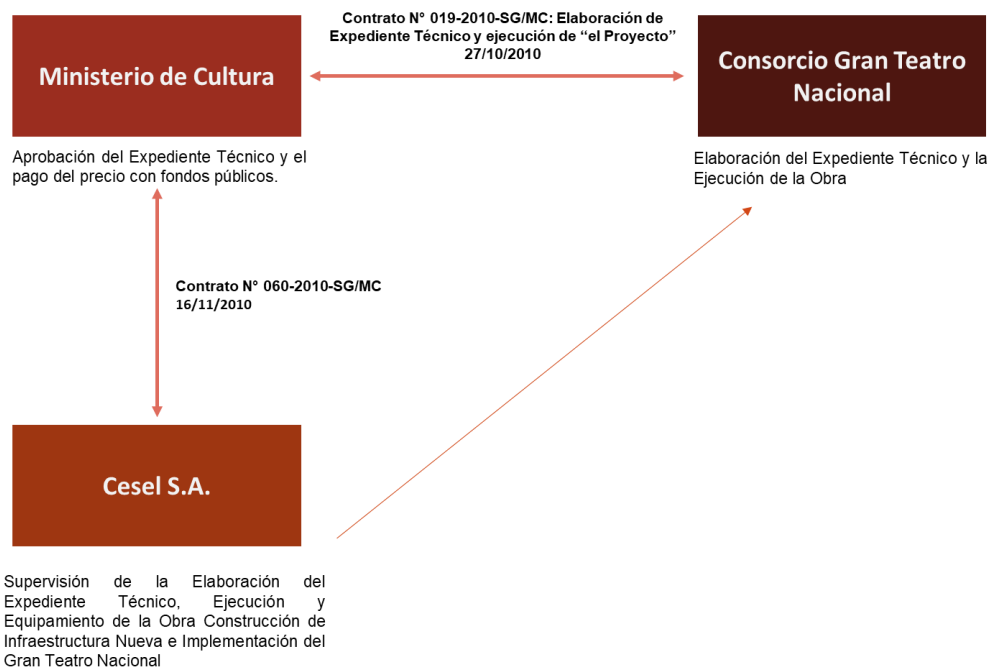 Contrato N° 019-2010-SG/MC: Elaboración de
Expediente Técnico y ejecución de “el Proyecto”
27/10/2010
Ministerio de Cultura
Consorcio Gran Teatro
Nacional
Aprobación del Expediente Técnico y el
pago del precio con fondos públicos.
Elaboración del Expediente Técnico y la
Ejecución de la Obra
Contrato N° 060-2010-SG/MC
16/11/2010
Cesel S.A.
Supervisión de la Elaboración del
Expediente Técnico, Ejecución y
Equipamiento de la Obra Construcción de
Infraestructura Nueva e Implementación del
Gran Teatro Nacional